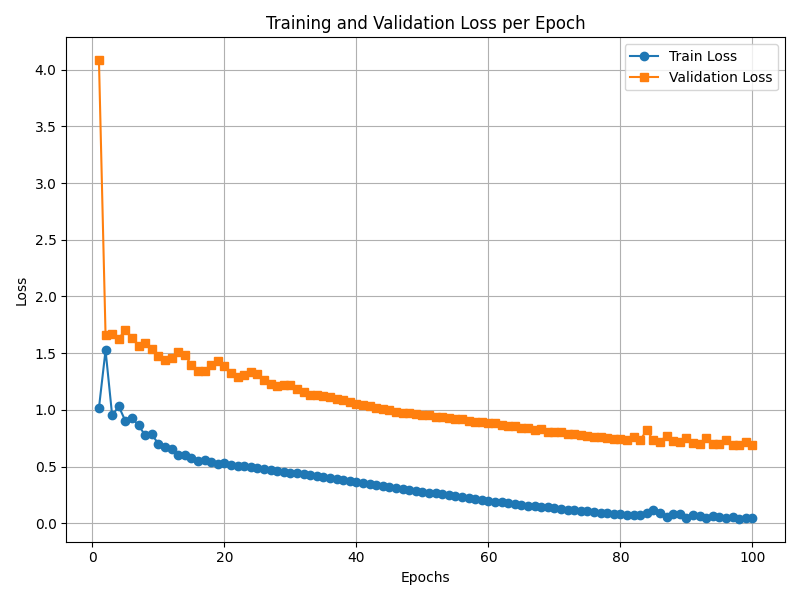 Training and Validation Loss per Epoch
Train Loss
Validation Loss
4.0
3.5
3.0
2.5
2.0
1.5
1.0
0.5
0.0
Loss
0 20 40 60 80 100
Epochs